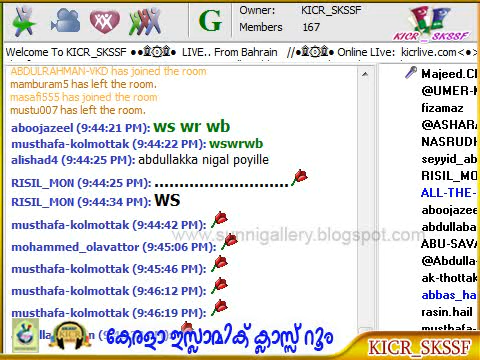 Owner: KICR_SKSSF
Members 167
G
KICR_SKSSF
Welcome To KICR_SKSSF ●●۩۞۩● LIVE.. From Bahrain ●●۩۞۩● Online Live: kicrlive.com<●>
ABDULRAHMAN-VKD has joined the room
mamburam5 has left the room.
masafi555 has joined the room
mustu007 has left the room.
aboojazeel (9:44:21 PM): ws wr wb
musthafa-kolmottak (9:44:22 PM): wswrwb
alishad4 (9:44:25 PM): abdullakka nigal poyille
RISIL_MON (9:44:25 PM): ...........................
RISIL_MON (9:44:34 PM): WS
musthafa-kolmottak (9:44:42 PM):
www.sunnigallery.blogspot.com
mohammed_olavattor (9:45:06 PM):
musthafa-kolmottak (9:45:46 PM):
musthafa-kolmottak (9:46:12 PM):
musthafa-kolmottak (9:46:19 PM):
Majeed.C
@UMER-
fizamaz
@ASHARA
NASRUDH
seyyid_ab
RISIL_MO
ALL-THE-
aboojazee
abdullaba
ABU-SAVA
@Abdulla-
ak-thottak
abbas_ha
rasin.hail
musthafa-
കേരളാ ഇസ്ലാമിക് ക്ലാസ്സ് റൂം
KICR_SKSSF